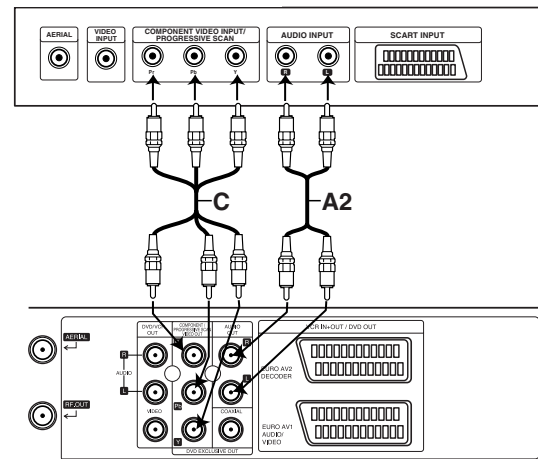 AERIAL
VIDEO
INPUT
COMPONENT VIDEO INPUT/
PROGRESSIVE SCAN
AUDIO INPUT
SCART INPUT
Pr
Pb
Y
R
L
C
A2
AERIAL
RF.OUT
DVD/VCR
OUT
COMPONENT/
PROGRESSIVE SCAN
VIDEO OUT
AUDIO
OUT
VCR IN+OUT / DVD OUT
R
AUDIO
L
VIDEO
Pb
Y
R
COAXIAL
DVD EXCLUSIVE OUT
EURO AV2
DECODER
EURO AV1
AUDIO/
VIDEO